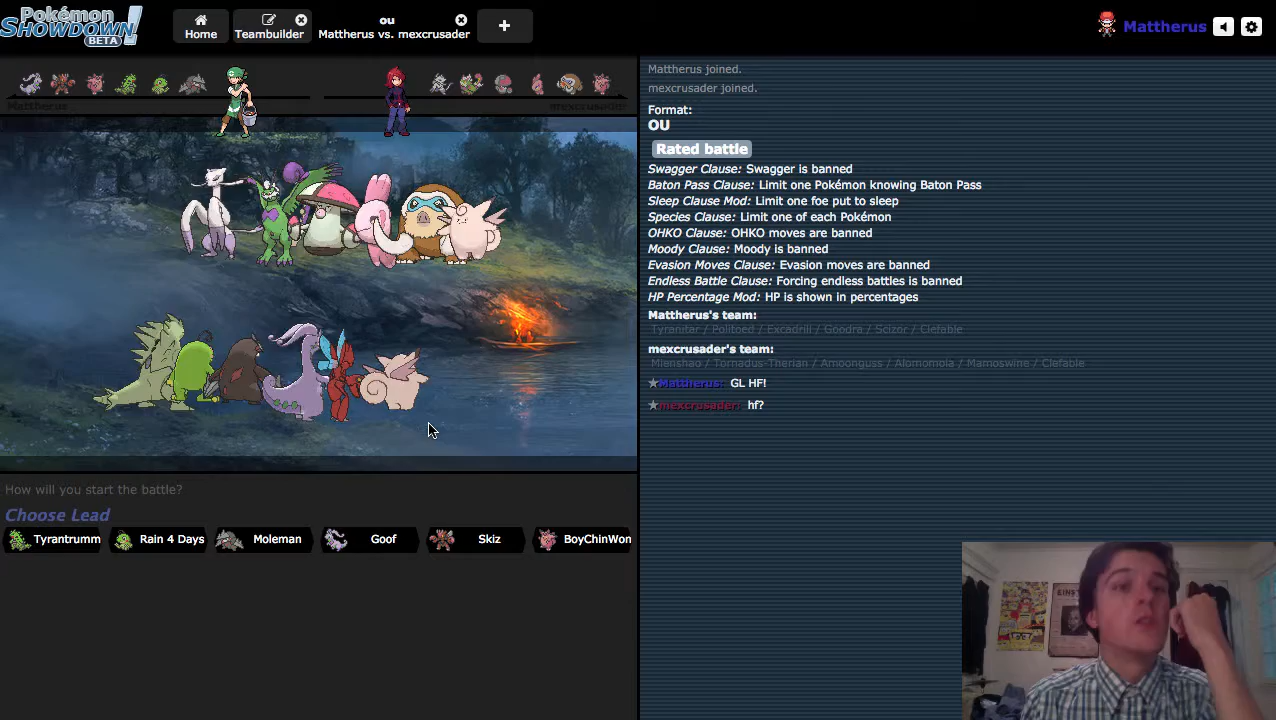 Pokémon
SHOWDOWN!
BETA
Home
Teambuilder
ou
Mattherus vs. mexcrusader
+
Mattherus
Mattherus
mexcrusader
Mattherus joined.
mexcrusader joined.
Format:
OU
Rated battle
Swagger Clause: Swagger is banned
Baton Pass Clause: Limit one Pokémon knowing Baton Pass
Sleep Clause Mod: Limit one foe put to sleep
Species Clause: Limit one of each Pokémon
OHKO Clause: OHKO moves are banned
Moody Clause: Moody is banned
Evasion Moves Clause: Evasion moves are banned
Endless Battle Clause: Forcing endless battles is banned
HP Percentage Mod: HP is shown in percentages
Mattherus's team:
Tyranitar / Politoed / Excadrill / Goodra / Scizor / Clefable
mexcrusader's team:
Mienshao / Tornadus-Therian / Amoonguss / Alomomola / Mamoswine / Clefable
★Mattherus: GL HF!
★mexcrusader: hf?
How will you start the battle?
Choose Lead
Tyrantrumm
Rain 4 Days
Moleman
Goof
Skiz
BoyChinWon
EINST